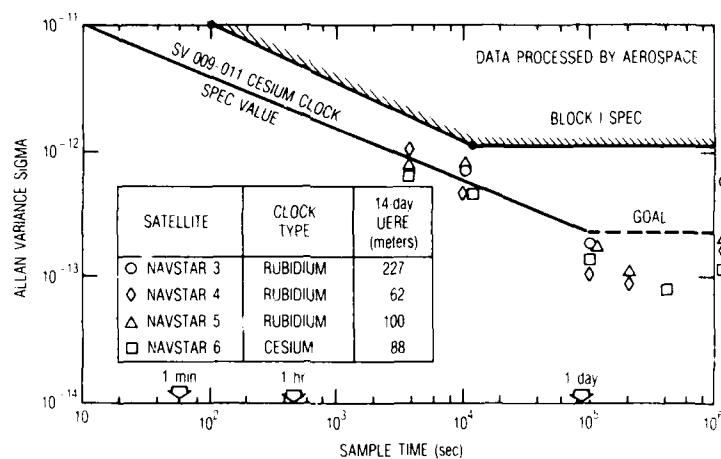 10⁻¹¹
DATA PROCESSED BY AEROSPACE
SV 009-011 CESIUM CLOCK
SPEC VALUE
BLOCK I SPEC
10⁻¹²
ALLAN VARIANCE SIGMA
SATELLITE CLOCK TYPE 14-day UERE (meters)
○ NAVSTAR 3 RUBIDIUM 227
◇ NAVSTAR 4 RUBIDIUM 62
△ NAVSTAR 5 RUBIDIUM 100
□ NAVSTAR 6 CESIUM 88
GOAL
10⁻¹³
1 min 1 hr 1 day
10⁻¹⁴
10 10² 10³ 10⁴ 10⁵ 10⁶
SAMPLE TIME (sec)